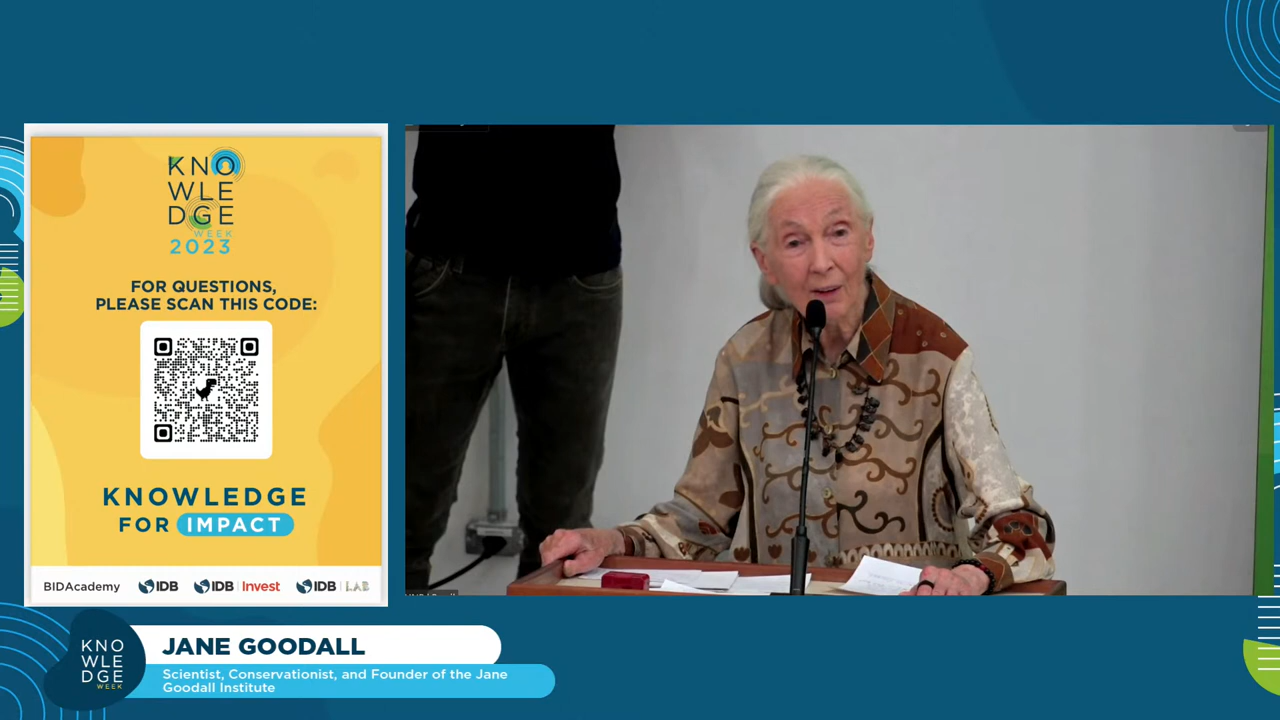 KNO
WLE
DGE
WEEK
2023
FOR QUESTIONS,
PLEASE SCAN THIS CODE:
KNOWLEDGE
FOR IMPACT
BIDAcademy IDB IDB Invest IDB LAB
KNO
WLE
DGE
WEEK
JANE GOODALL
Scientist, Conservationist, and Founder of the Jane
Goodall Institute